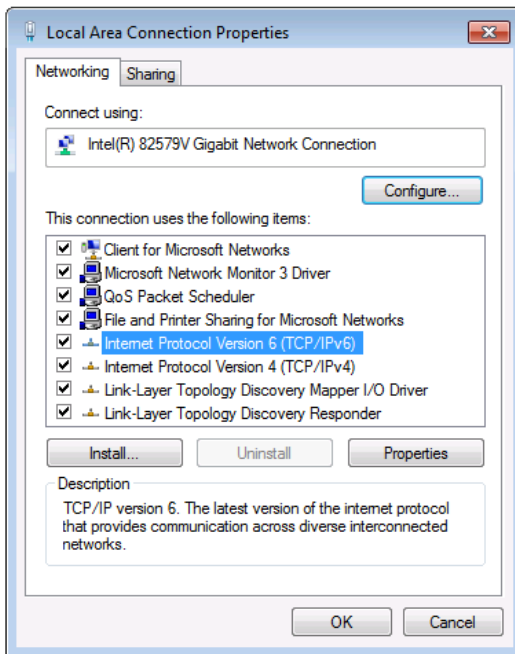 Local Area Connection Properties
Networking
Sharing
Connect using:
Intel(R) 82579V Gigabit Network Connection
Configure...
This connection uses the following items:
Client for Microsoft Networks
Microsoft Network Monitor 3 Driver
QoS Packet Scheduler
File and Printer Sharing for Microsoft Networks
Internet Protocol Version 6 (TCP/IPv6)
Internet Protocol Version 4 (TCP/IPv4)
Link-Layer Topology Discovery Mapper I/O Driver
Link-Layer Topology Discovery Responder
Install...
Uninstall
Properties
Description
TCP/IP version 6. The latest version of the internet protocol
that provides communication across diverse interconnected
networks.
OK
Cancel